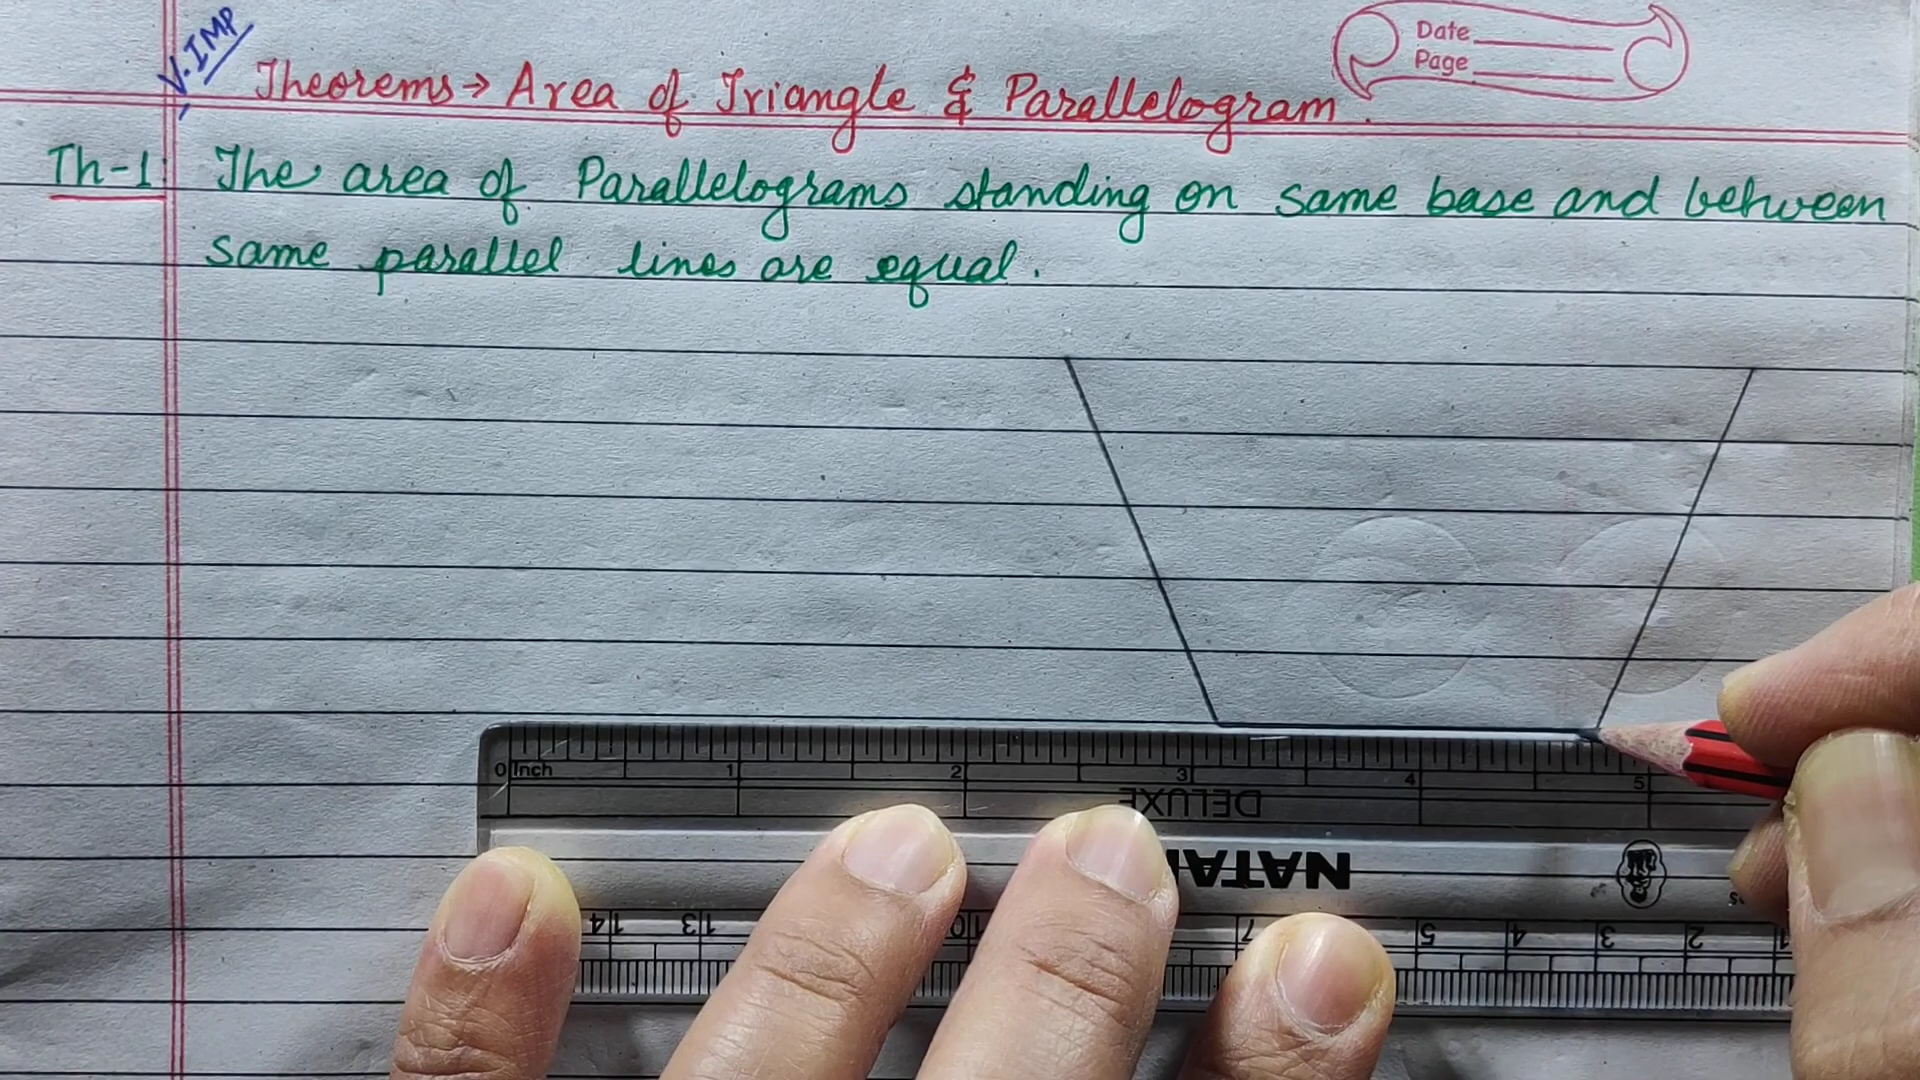 V.IMP
Date
Page
Theorems → Area of Triangle & Parallelogram.
Th-1: The area of Parallelograms standing on same base and between
same parallel lines are equal.
0 Inch 1 2 3 4 5
DELUXE
NATA
14 13 10 7 5 4 3 2 1